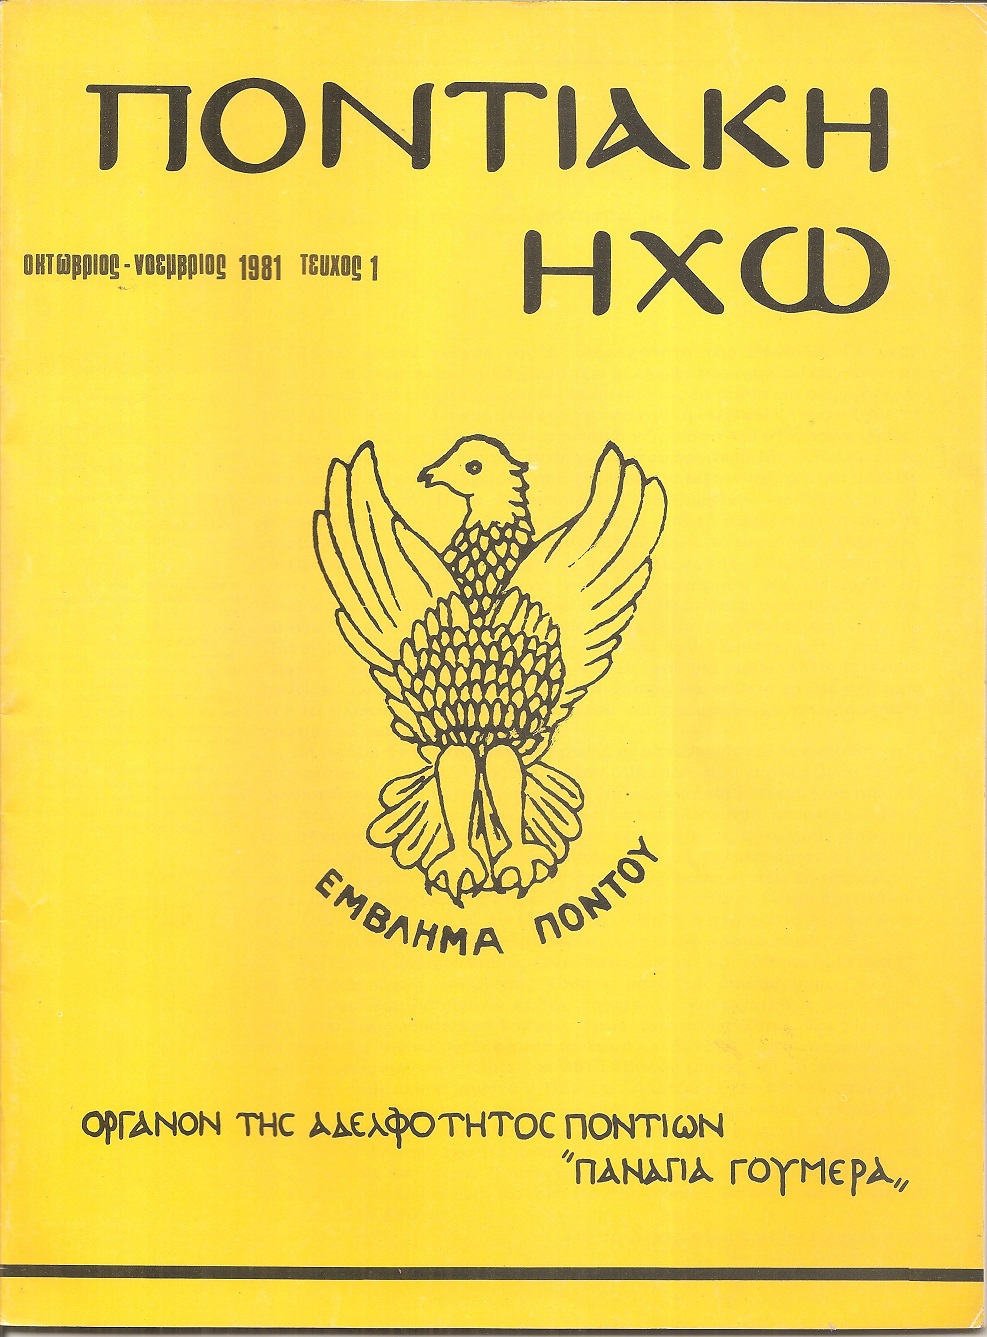 ΠΟΝΤΙΑΚΗ
ΗΧΩ
οκτωβριος - νοεμβριος 1981 τευχος 1
ΕΜΒΛΗΜΑ ΠΟΝΤΟΥ
ΟΡΓΑΝΟΝ ΤΗΣ ΑΔΕΛΦΟΤΗΤΟΣ ΠΟΝΤΙΩΝ
"ΠΑΝΑΓΙΑ ΓΟΥΜΕΡΑ„